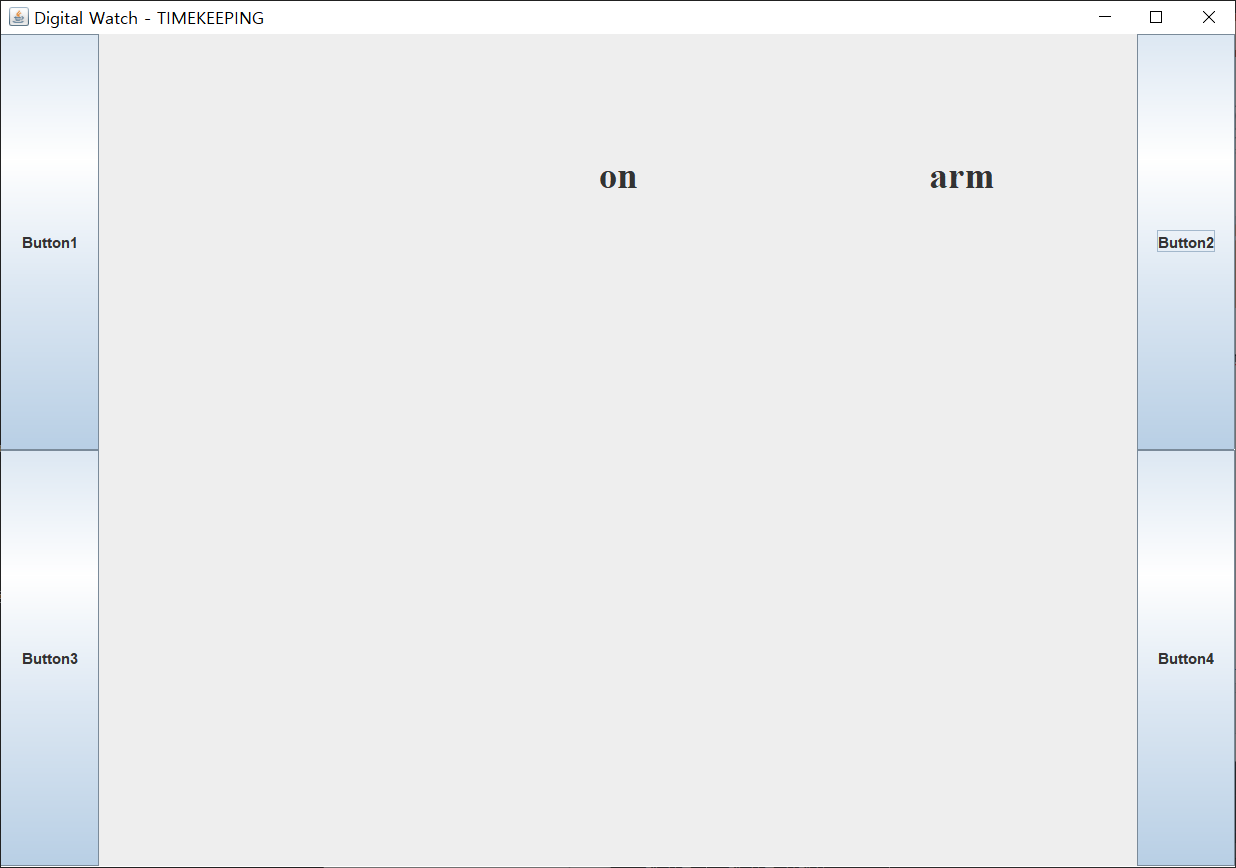 Digital Watch - TIMEKEEPING
on arm
Button1
Button2
Button3
Button4